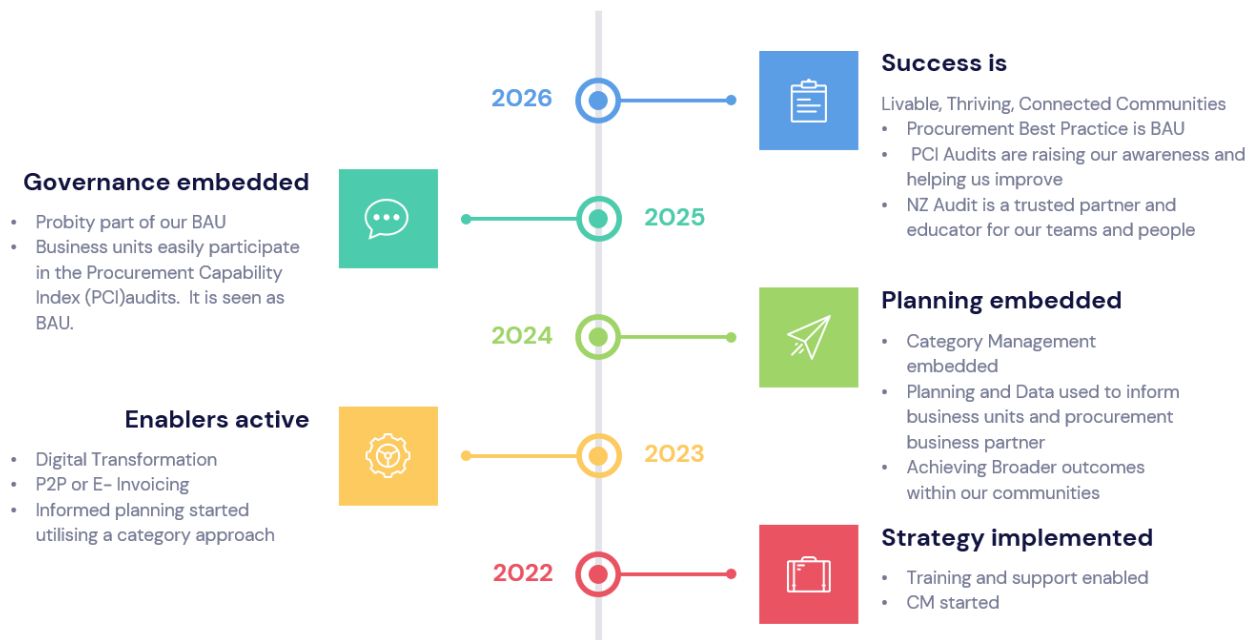 2026
Success is
Livable, Thriving, Connected Communities
• Procurement Best Practice is BAU
• PCI Audits are raising our awareness and
helping us improve
• NZ Audit is a trusted partner and
educator for our teams and people
Governance embedded
• Probity part of our BAU
• Business units easily participate
in the Procurement Capability
Index (PCI)audits. It is seen as
BAU.
2025
2024
Planning embedded
• Category Management
embedded
• Planning and Data used to inform
business units and procurement
business partner
• Achieving Broader outcomes
within our communities
Enablers active
• Digital Transformation
• P2P or E- Invoicing
• Informed planning started
utilising a category approach
2023
2022
Strategy implemented
• Training and support enabled
• CM started